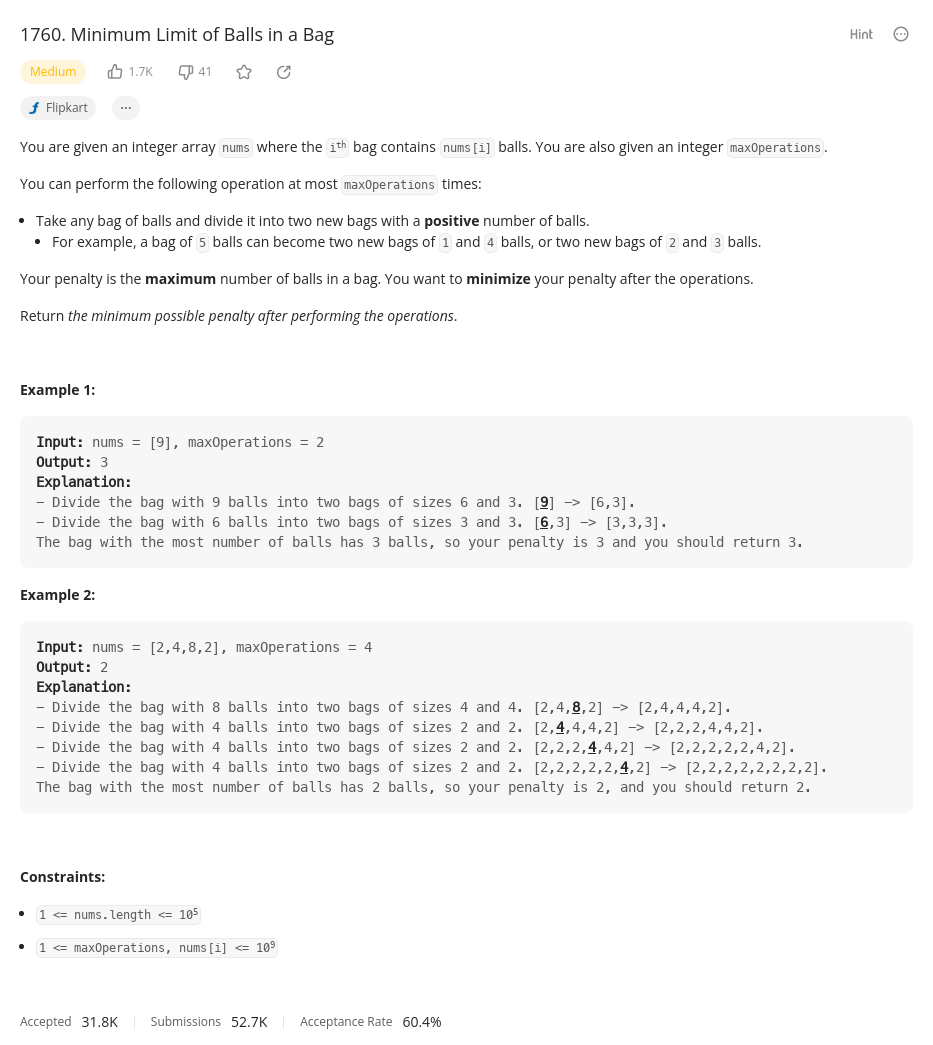 1760. Minimum Limit of Balls in a Bag
Hint
Medium 1.7K 41
Flipkart ...
You are given an integer array nums where the ith bag contains nums[i] balls. You are also given an integer maxOperations.
You can perform the following operation at most maxOperations times:
• Take any bag of balls and divide it into two new bags with a positive number of balls.
• For example, a bag of 5 balls can become two new bags of 1 and 4 balls, or two new bags of 2 and 3 balls.
Your penalty is the maximum number of balls in a bag. You want to minimize your penalty after the operations.
Return the minimum possible penalty after performing the operations.
Example 1:
Input: nums = [9], maxOperations = 2
Output: 3
Explanation:
– Divide the bag with 9 balls into two bags of sizes 6 and 3. [9] –> [6,3].
– Divide the bag with 6 balls into two bags of sizes 3 and 3. [6,3] –> [3,3,3].
The bag with the most number of balls has 3 balls, so your penalty is 3 and you should return 3.
Example 2:
Input: nums = [2,4,8,2], maxOperations = 4
Output: 2
Explanation:
– Divide the bag with 8 balls into two bags of sizes 4 and 4. [2,4,8,2] –> [2,4,4,4,2].
– Divide the bag with 4 balls into two bags of sizes 2 and 2. [2,4,4,4,2] –> [2,2,2,4,4,2].
– Divide the bag with 4 balls into two bags of sizes 2 and 2. [2,2,2,4,4,2] –> [2,2,2,2,2,4,2].
– Divide the bag with 4 balls into two bags of sizes 2 and 2. [2,2,2,2,2,4,2] –> [2,2,2,2,2,2,2,2].
The bag with the most number of balls has 2 balls, so your penalty is 2, and you should return 2.
Constraints:
• 1 <= nums.length <= 10⁵
• 1 <= maxOperations, nums[i] <= 10⁹
Accepted 31.8K Submissions 52.7K Acceptance Rate 60.4%